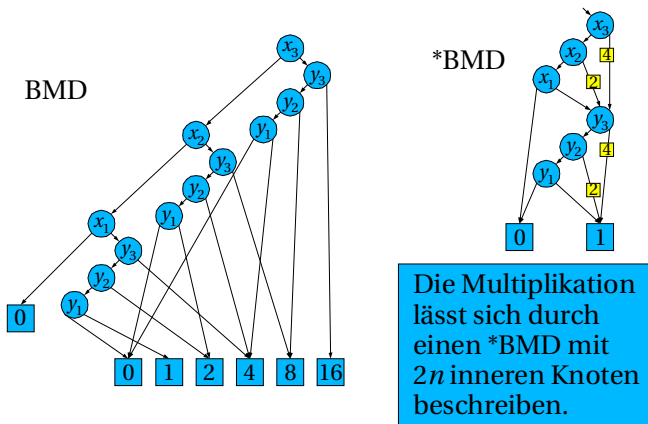 BMD
x3
y3
y2
y1
x2
y3
y2
y1
x1
y3
y2
y1
0
0 1 2 4 8 16
*BMD
x3
4
x2
2
x1
y3
4
y2
y1
2
0 1
Die Multiplikation
lässt sich durch
einen *BMD mit
2n inneren Knoten
beschreiben.